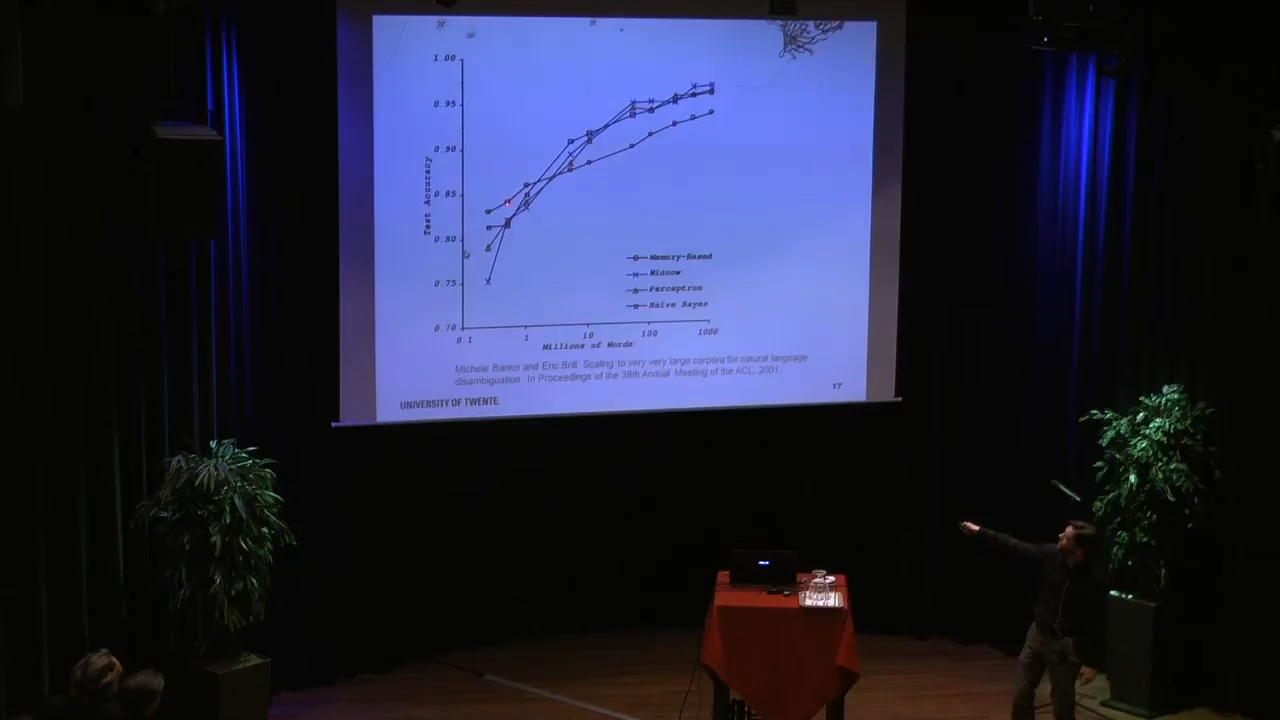 1.00
0.95
0.90
0.85
0.80
0.75
0.70
Test Accuracy
0.1 1 10 100 1000
Millions of Words
Memory-Based
Winnow
Perceptron
Naïve Bayes
Michele Banko and Eric Brill Scaling to very very large corpora for natural language
disambiguation. In Proceedings of the 39th Annual Meeting of the ACL, 2001.
17
UNIVERSITY OF TWENTE.